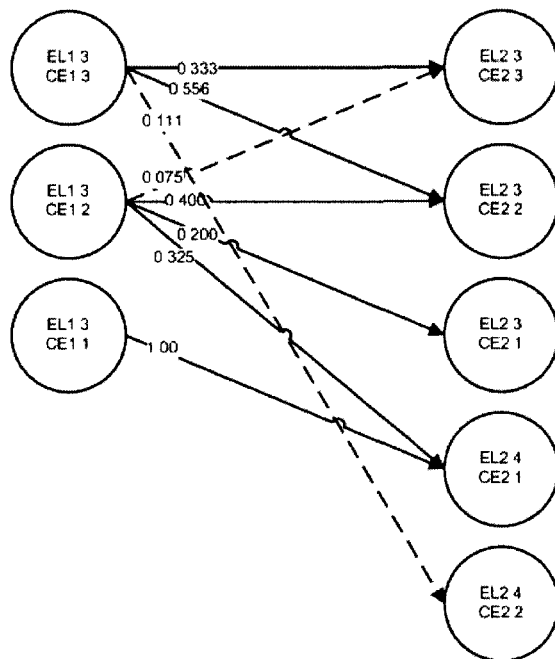 EL1 3
CE1 3
EL1 3
CE1 2
EL1 3
CE1 1
0 333
0 556
0 111
0 075
0 400
0 200
0 325
1 00
EL2 3
CE2 3
EL2 3
CE2 2
EL2 3
CE2 1
EL2 4
CE2 1
EL2 4
CE2 2